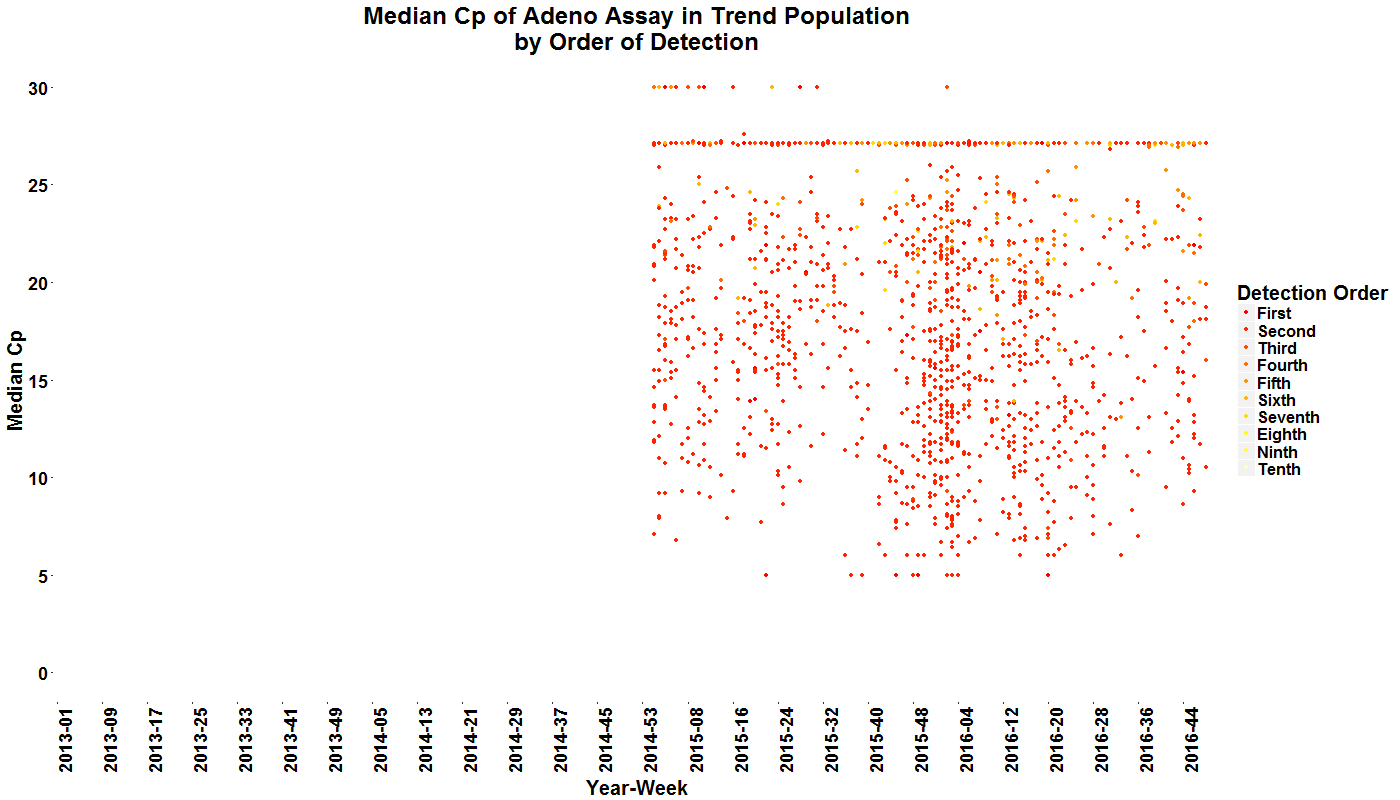 Median Cp of Adeno Assay in Trend Population
by Order of Detection
30
25
20
15
10
5
0
Median Cp
2013-01
2013-09
2013-17
2013-25
2013-33
2013-41
2013-49
2014-05
2014-13
2014-21
2014-29
2014-37
2014-45
2014-53
2015-08
2015-16
2015-24
2015-32
2015-40
2015-48
2016-04
2016-12
2016-20
2016-28
2016-36
2016-44
Year-Week
Detection Order
First
Second
Third
Fourth
Fifth
Sixth
Seventh
Eighth
Ninth
Tenth